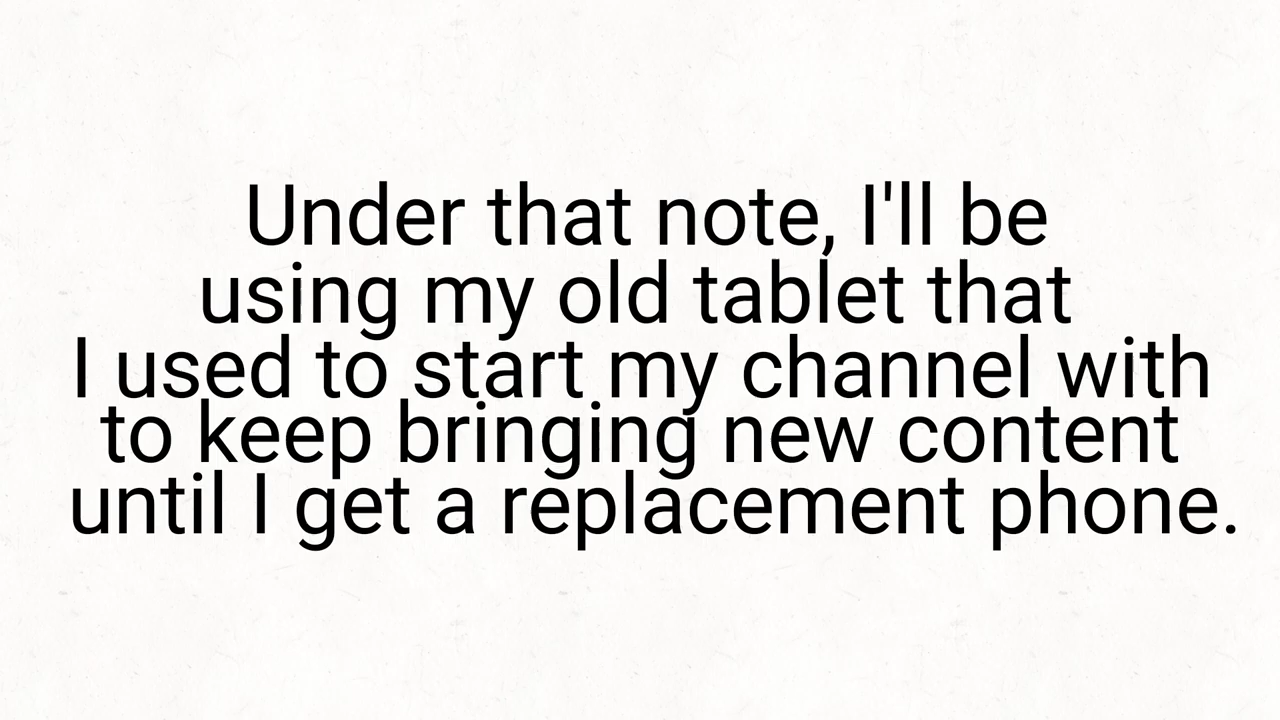 Under that note, I'll be
using my old tablet that
I used to start my channel with
to keep bringing new content
until I get a replacement phone.